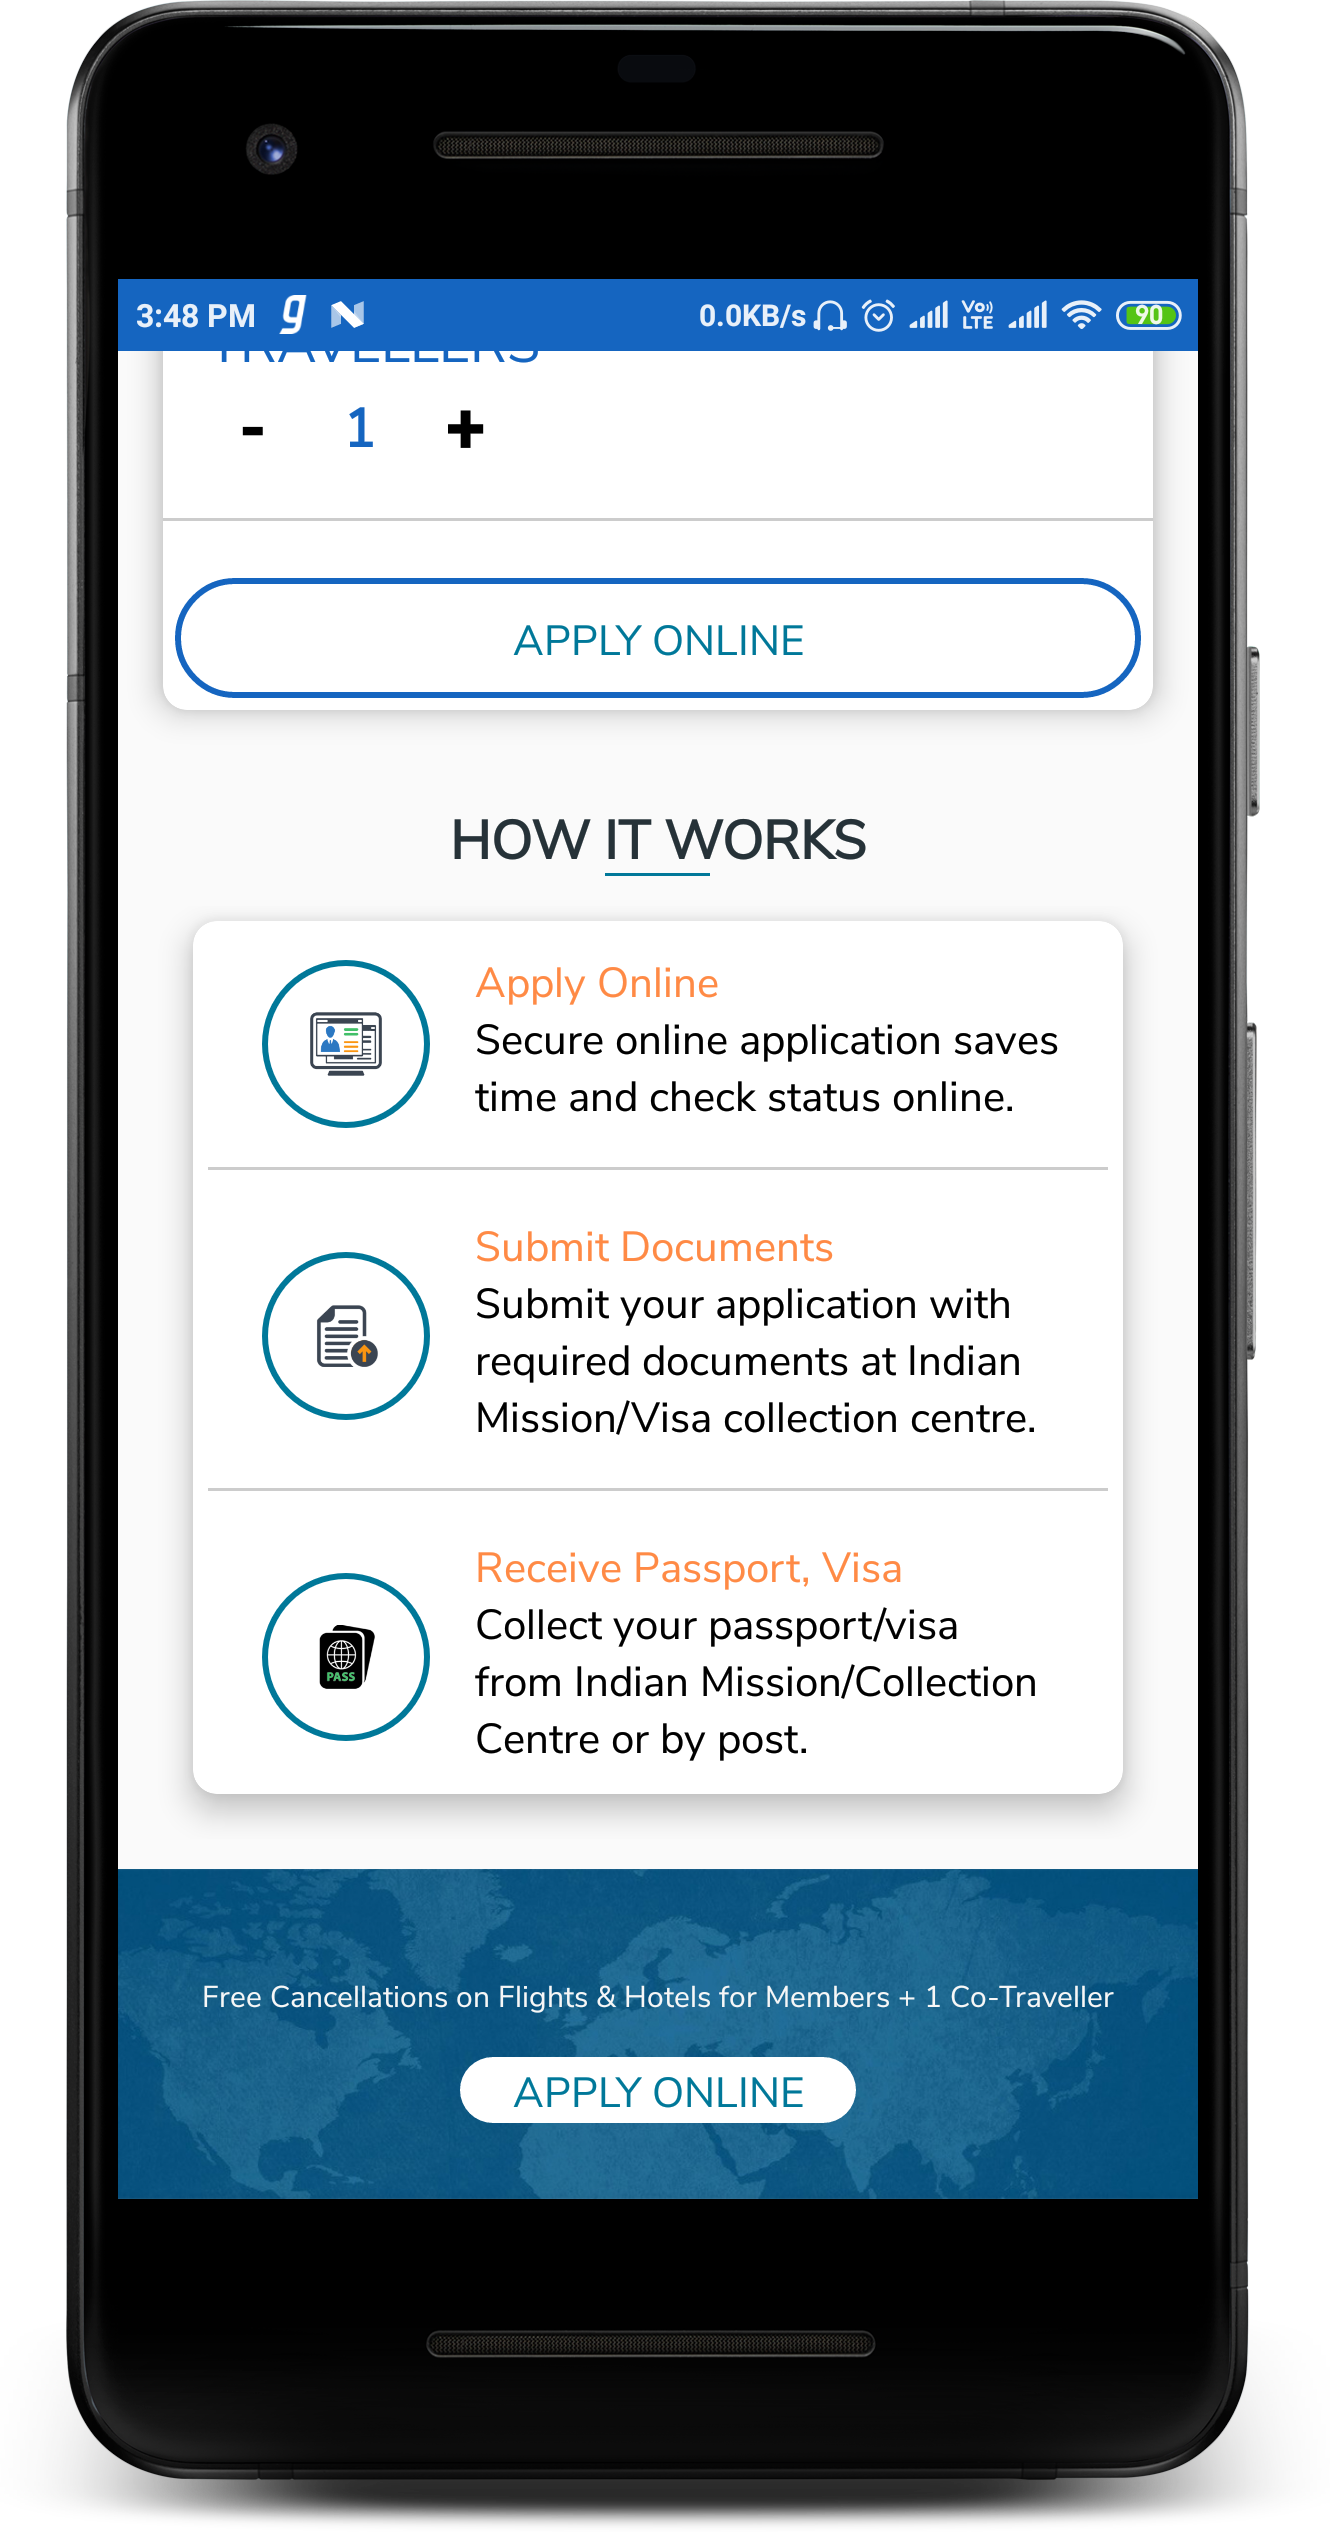 3:48 PM g N 0.0KB/s Vo LTE 90
TRAVELLERS
- 1 +
APPLY ONLINE
HOW IT WORKS
Apply Online
Secure online application saves
time and check status online.
Submit Documents
Submit your application with
required documents at Indian
Mission/Visa collection centre.
PASS
Receive Passport, Visa
Collect your passport/visa
from Indian Mission/Collection
Centre or by post.
Free Cancellations on Flights & Hotels for Members + 1 Co-Traveller
APPLY ONLINE